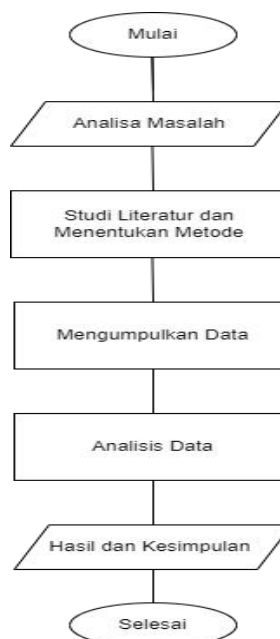 Mulai
Analisa Masalah
Studi Literatur dan
Menentukan Metode
Mengumpulkan Data
Analisis Data
Hasil dan Kesimpulan
Selesai